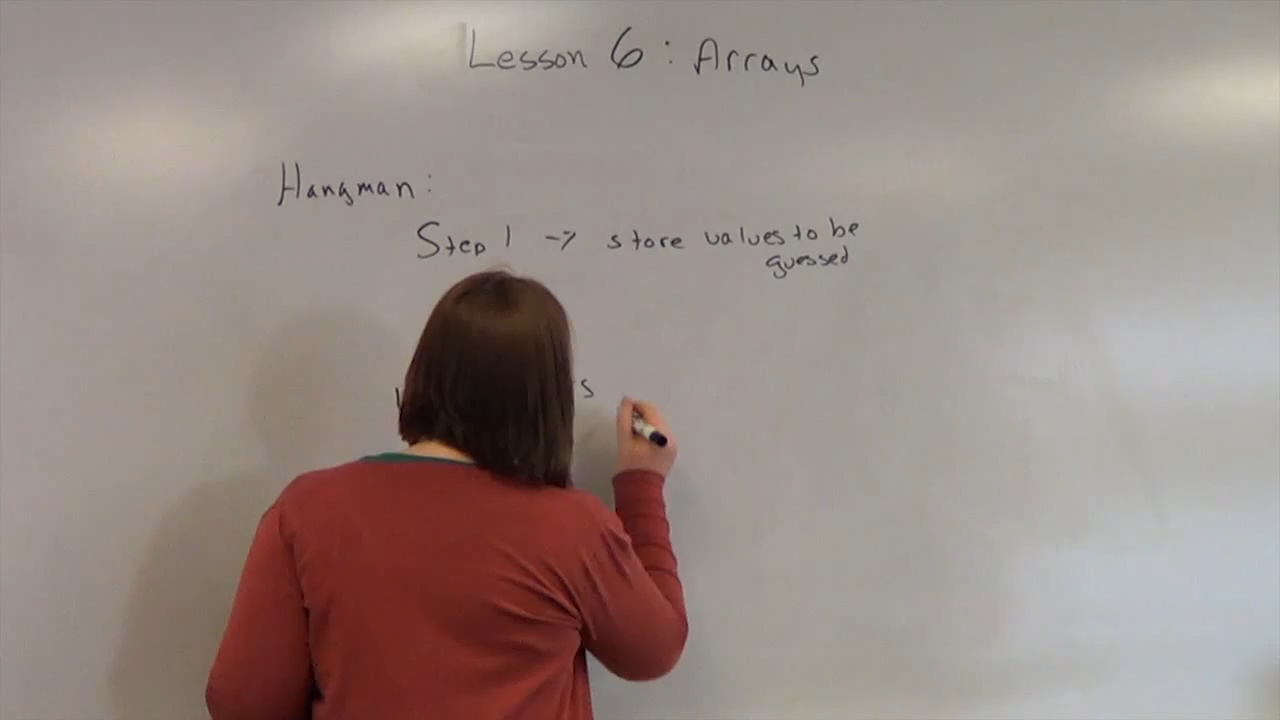 Lesson 6: Arrays
Hangman:
Step 1 -> store values to be
guessed